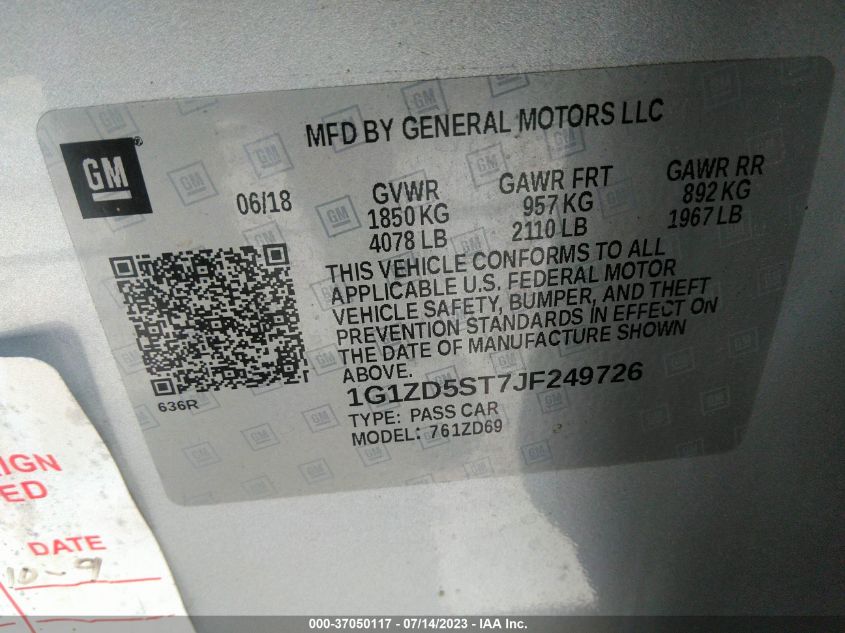 MFD BY GENERAL MOTORS LLC
GM
06/18
GVWR GAWR FRT GAWR RR
1850 KG 957 KG 892 KG
4078 LB 2110 LB 1967 LB
THIS VEHICLE CONFORMS TO ALL
APPLICABLE U.S. FEDERAL MOTOR
VEHICLE SAFETY, BUMPER, AND THEFT
PREVENTION STANDARDS IN EFFECT ON
THE DATE OF MANUFACTURE SHOWN
ABOVE.
636R
1G1ZD5ST7JF249726
TYPE: PASS CAR
MODEL: 761ZD69
IGN
ED
DATE
10-9
000-37050117 - 07/14/2023 - IAA Inc.